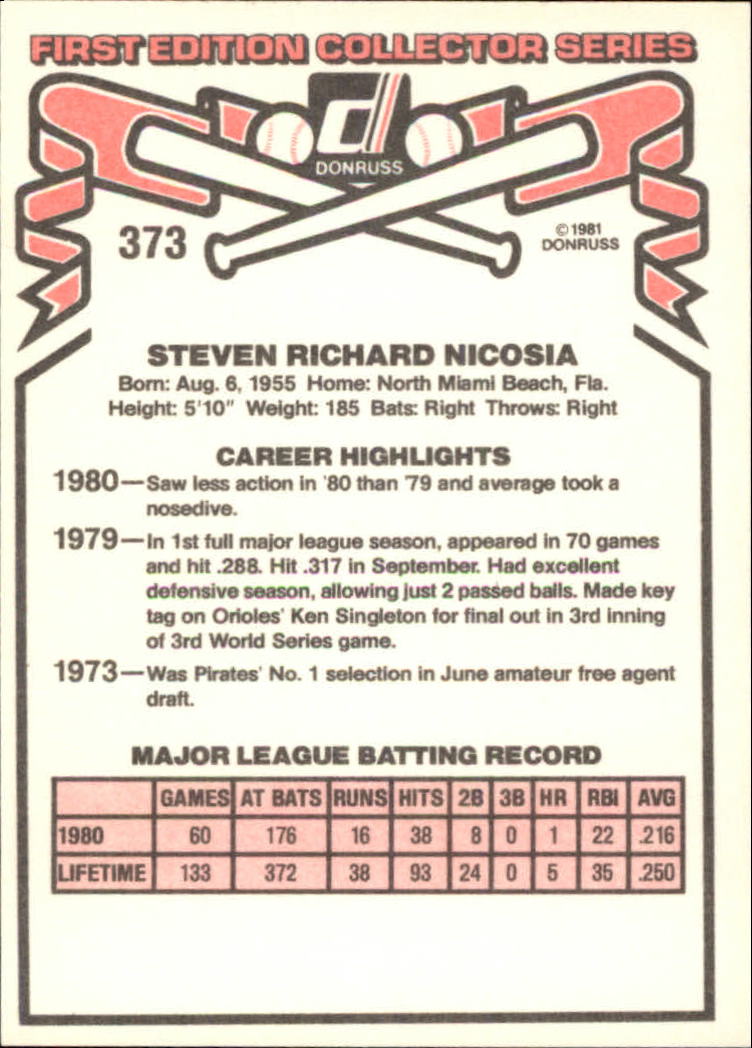 FIRST EDITION COLLECTOR SERIES
d
DONRUSS
373
© 1981
DONRUSS
STEVEN RICHARD NICOSIA
Born: Aug. 6, 1955 Home: North Miami Beach, Fla.
Height: 5'10" Weight: 185 Bats: Right Throws: Right
CAREER HIGHLIGHTS
1980—Saw less action in '80 than '79 and average took a
nosedive.
1979—In 1st full major league season, appeared in 70 games
and hit .288. Hit .317 in September. Had excellent
defensive season, allowing just 2 passed balls. Made key
tag on Orioles' Ken Singleton for final out in 3rd inning
of 3rd World Series game.
1973—Was Pirates' No. 1 selection in June amateur free agent
draft.
MAJOR LEAGUE BATTING RECORD
GAMES AT BATS RUNS HITS 2B 3B HR RBI AVG
1980 60 176 16 38 8 0 1 22 .216
LIFETIME 133 372 38 93 24 0 5 35 .250